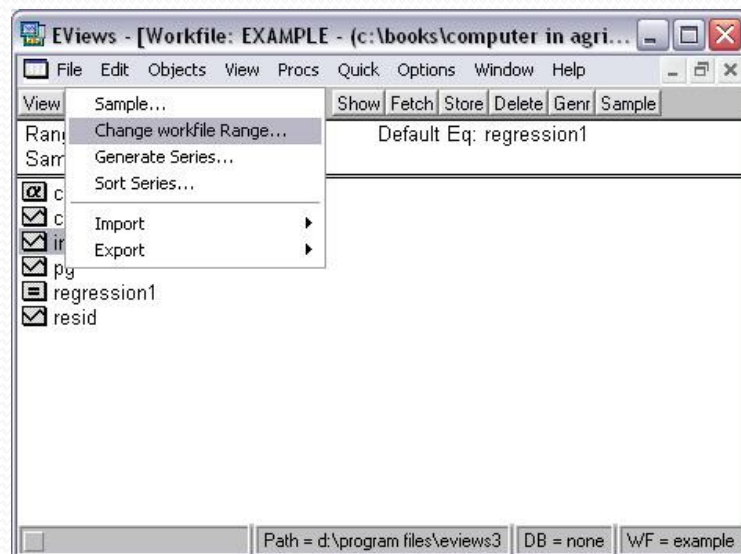 EViews - [Workfile: EXAMPLE - (c:\books\computer in agri...
File Edit Objects View Procs Quick Options Window Help
View Show Fetch Store Delete Genr Sample
Sample...
Change workfile Range...
Generate Series...
Sort Series...
Import
Export
Default Eq: regression1
Sam
pg
regression1
resid
Path = d:\program files\eviews3 DB = none WF = example